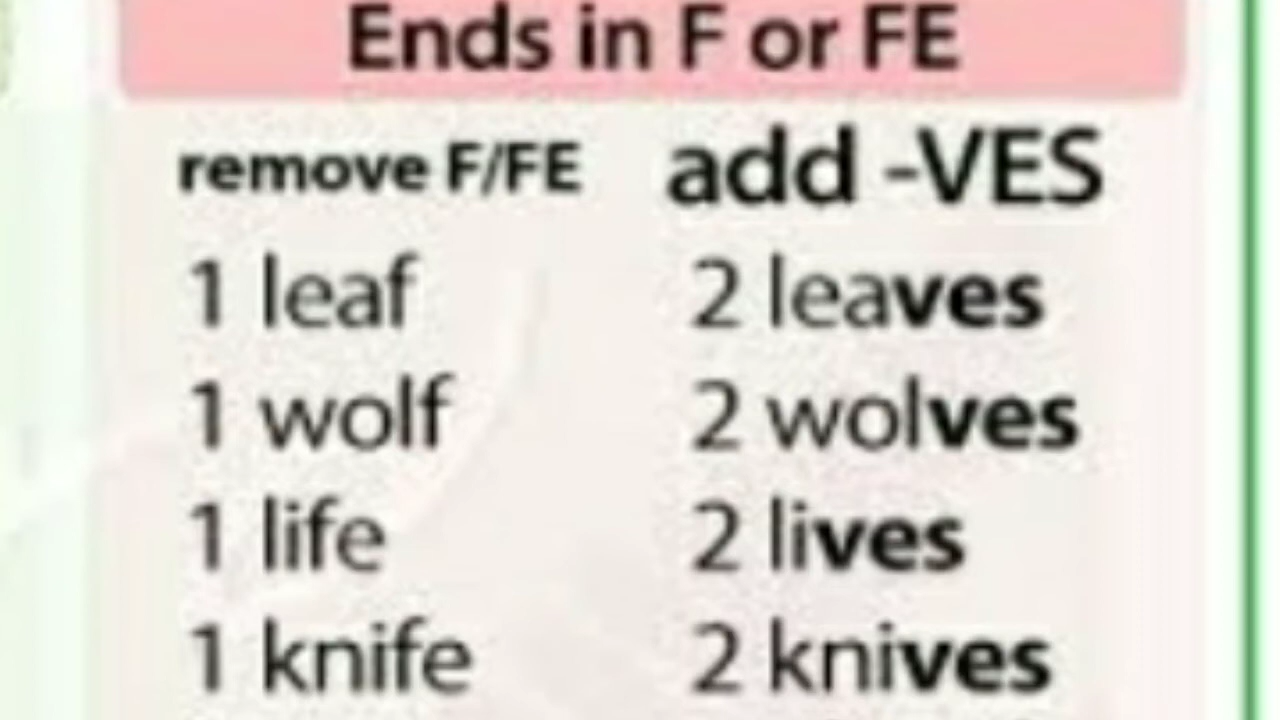 Ends in F or FE
remove F/FE add -VES
1 leaf 2 leaves
1 wolf 2 wolves
1 life 2 lives
1 knife 2 knives